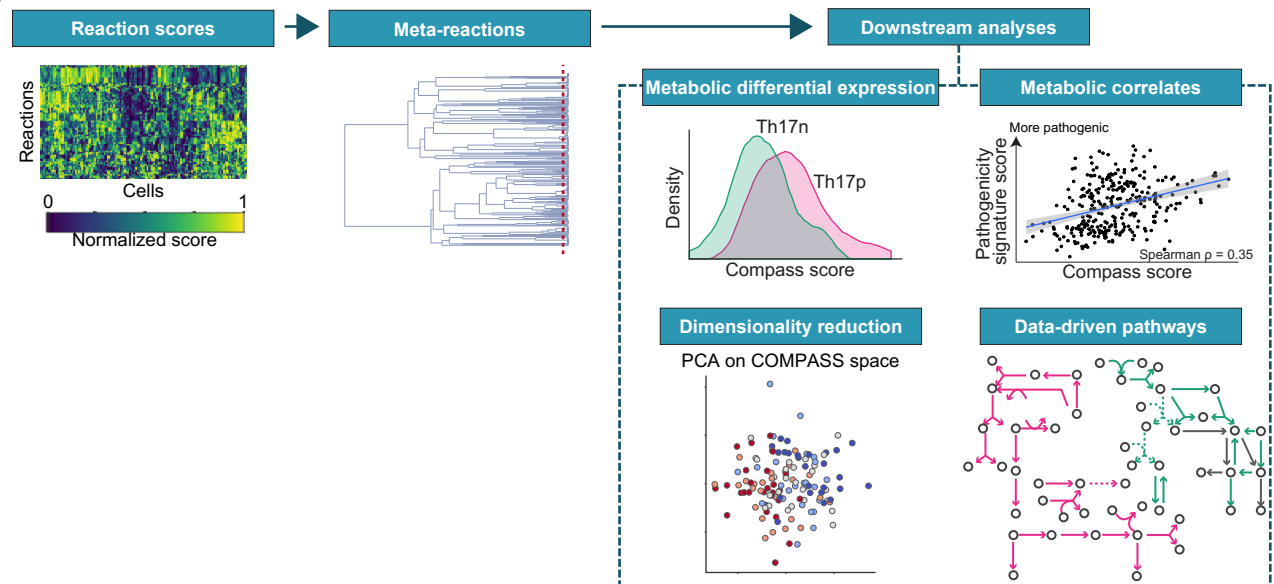 Reaction scores
Meta-reactions
Downstream analyses
Reactions
Cells
0
1
Normalized score
Metabolic differential expression
Th17n
Th17p
Density
Compass score
Metabolic correlates
More pathogenic
Pathogenicity
signature score
Spearman ρ = 0.35
Compass score
Dimensionality reduction
PCA on COMPASS space
Data-driven pathways